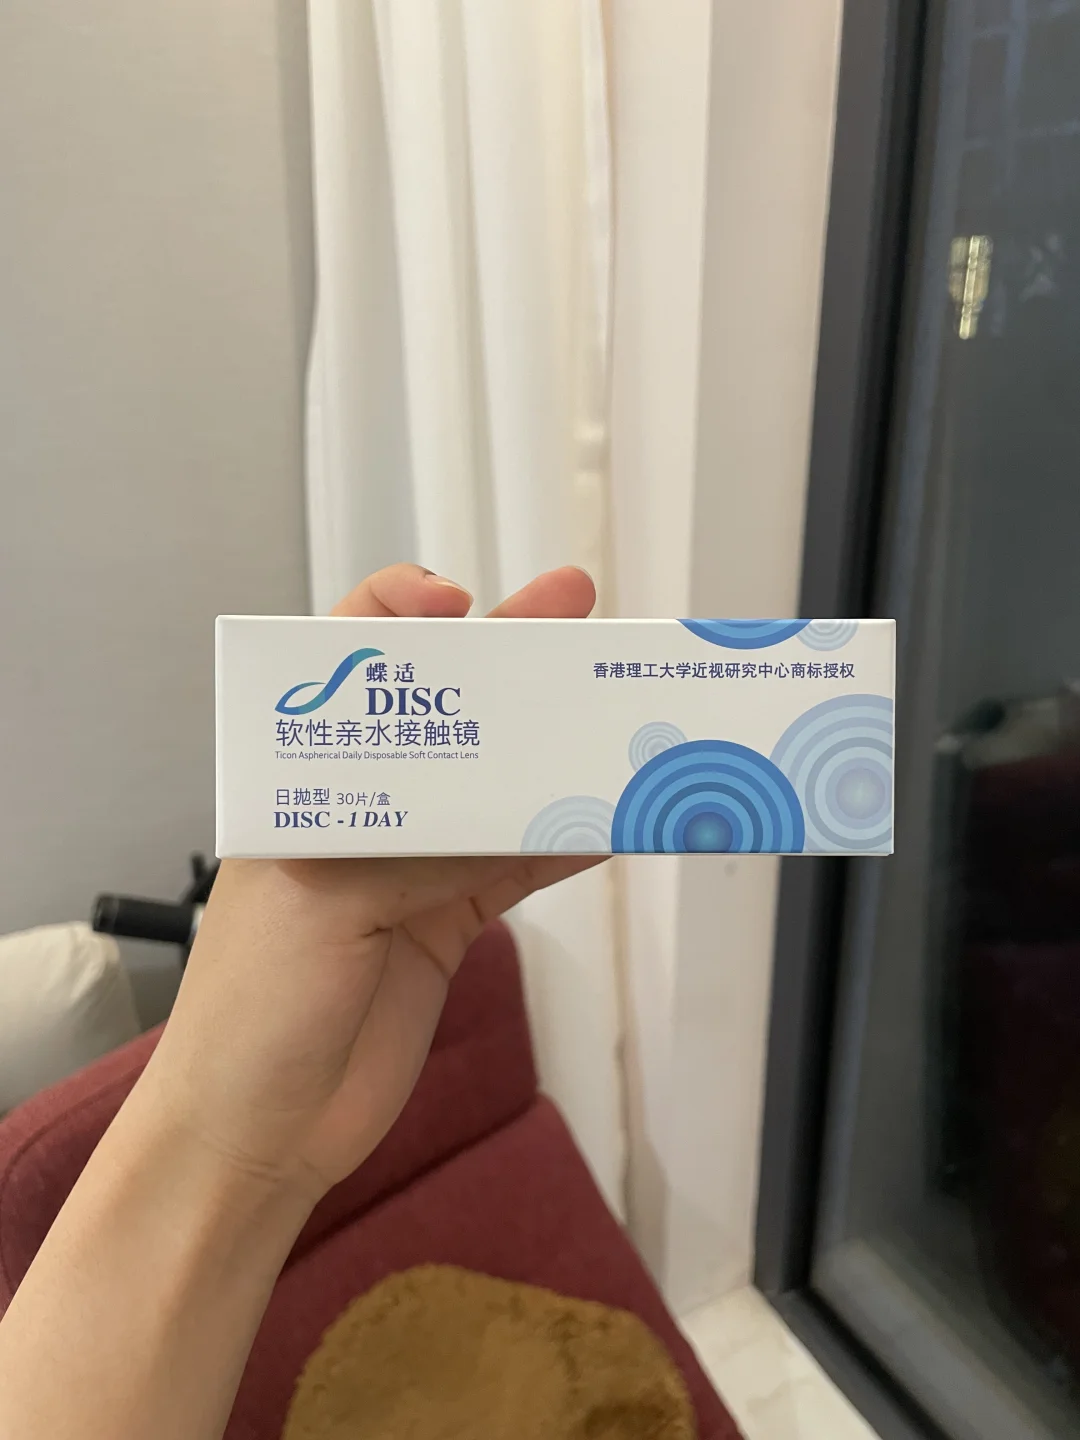 蝶适
DISC
软性亲水接触镜
Ticon Aspherical Daily Disposable Soft Contact Lens
日抛型 30片/盒
DISC - 1 DAY
香港理工大学近视研究中心商标授权